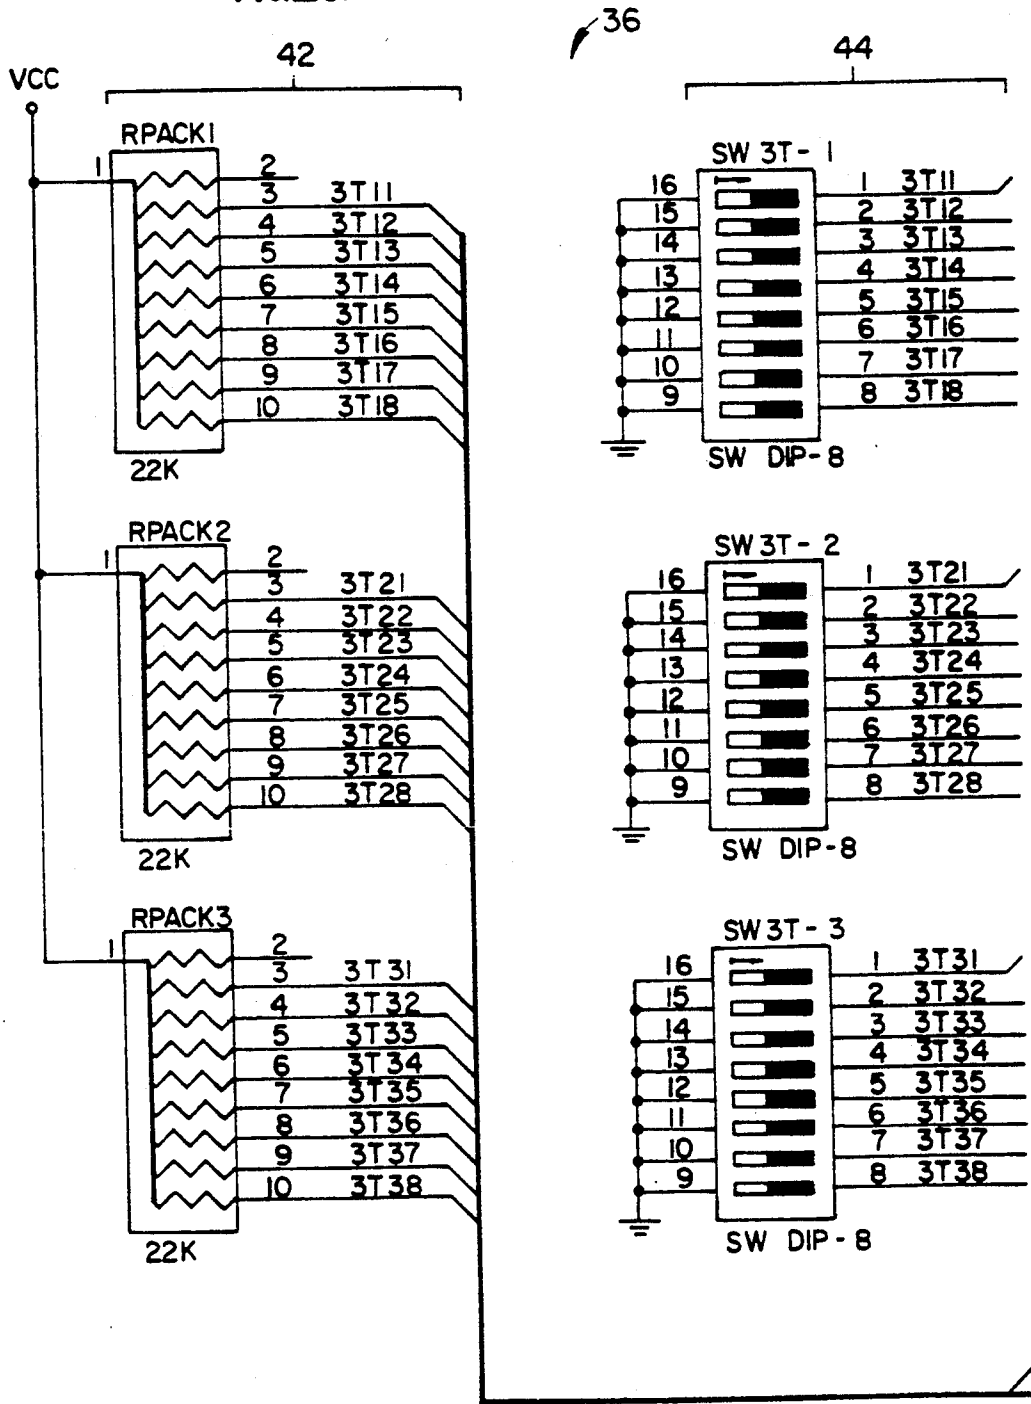 36
42
44
VCC
RPACK1
1
2
3 3T11
4 3T12
5 3T13
6 3T14
7 3T15
8 3T16
9 3T17
10 3T18
22K
SW 3T - 1
16 1 3T11
15 2 3T12
14 3 3T13
13 4 3T14
12 5 3T15
11 6 3T16
10 7 3T17
9 8 3T18
SW DIP-8
RPACK2
1
2
3 3T21
4 3T22
5 3T23
6 3T24
7 3T25
8 3T26
9 3T27
10 3T28
22K
SW 3T - 2
16 1 3T21
15 2 3T22
14 3 3T23
13 4 3T24
12 5 3T25
11 6 3T26
10 7 3T27
9 8 3T28
SW DIP-8
RPACK3
1
2
3 3T31
4 3T32
5 3T33
6 3T34
7 3T35
8 3T36
9 3T37
10 3T38
22K
SW 3T - 3
16 1 3T31
15 2 3T32
14 3 3T33
13 4 3T34
12 5 3T35
11 6 3T36
10 7 3T37
9 8 3T38
SW DIP-8